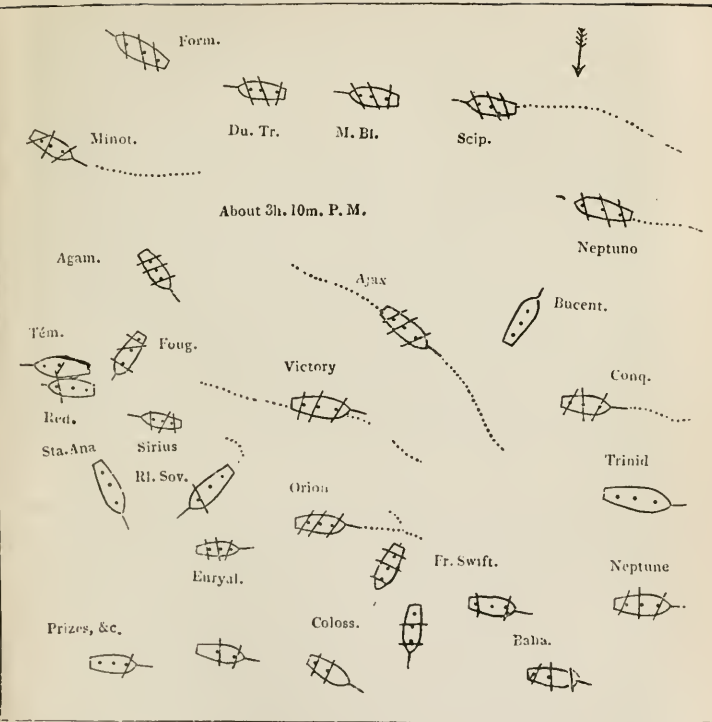 Form.
Du. Tr. M. Bl. Scip.
Minot.
About 3h. 10m. P. M.
Neptuno
Agam.
Ajax
Bucent.
Tém.
Foug.
Victory
Conq.
Red.
Sirius
Sta. Ana
Rl. Sov.
Trinid
Orion
Euryal.
Fr. Swift.
Neptune
Prizes, &c.
Coloss.
Baha.